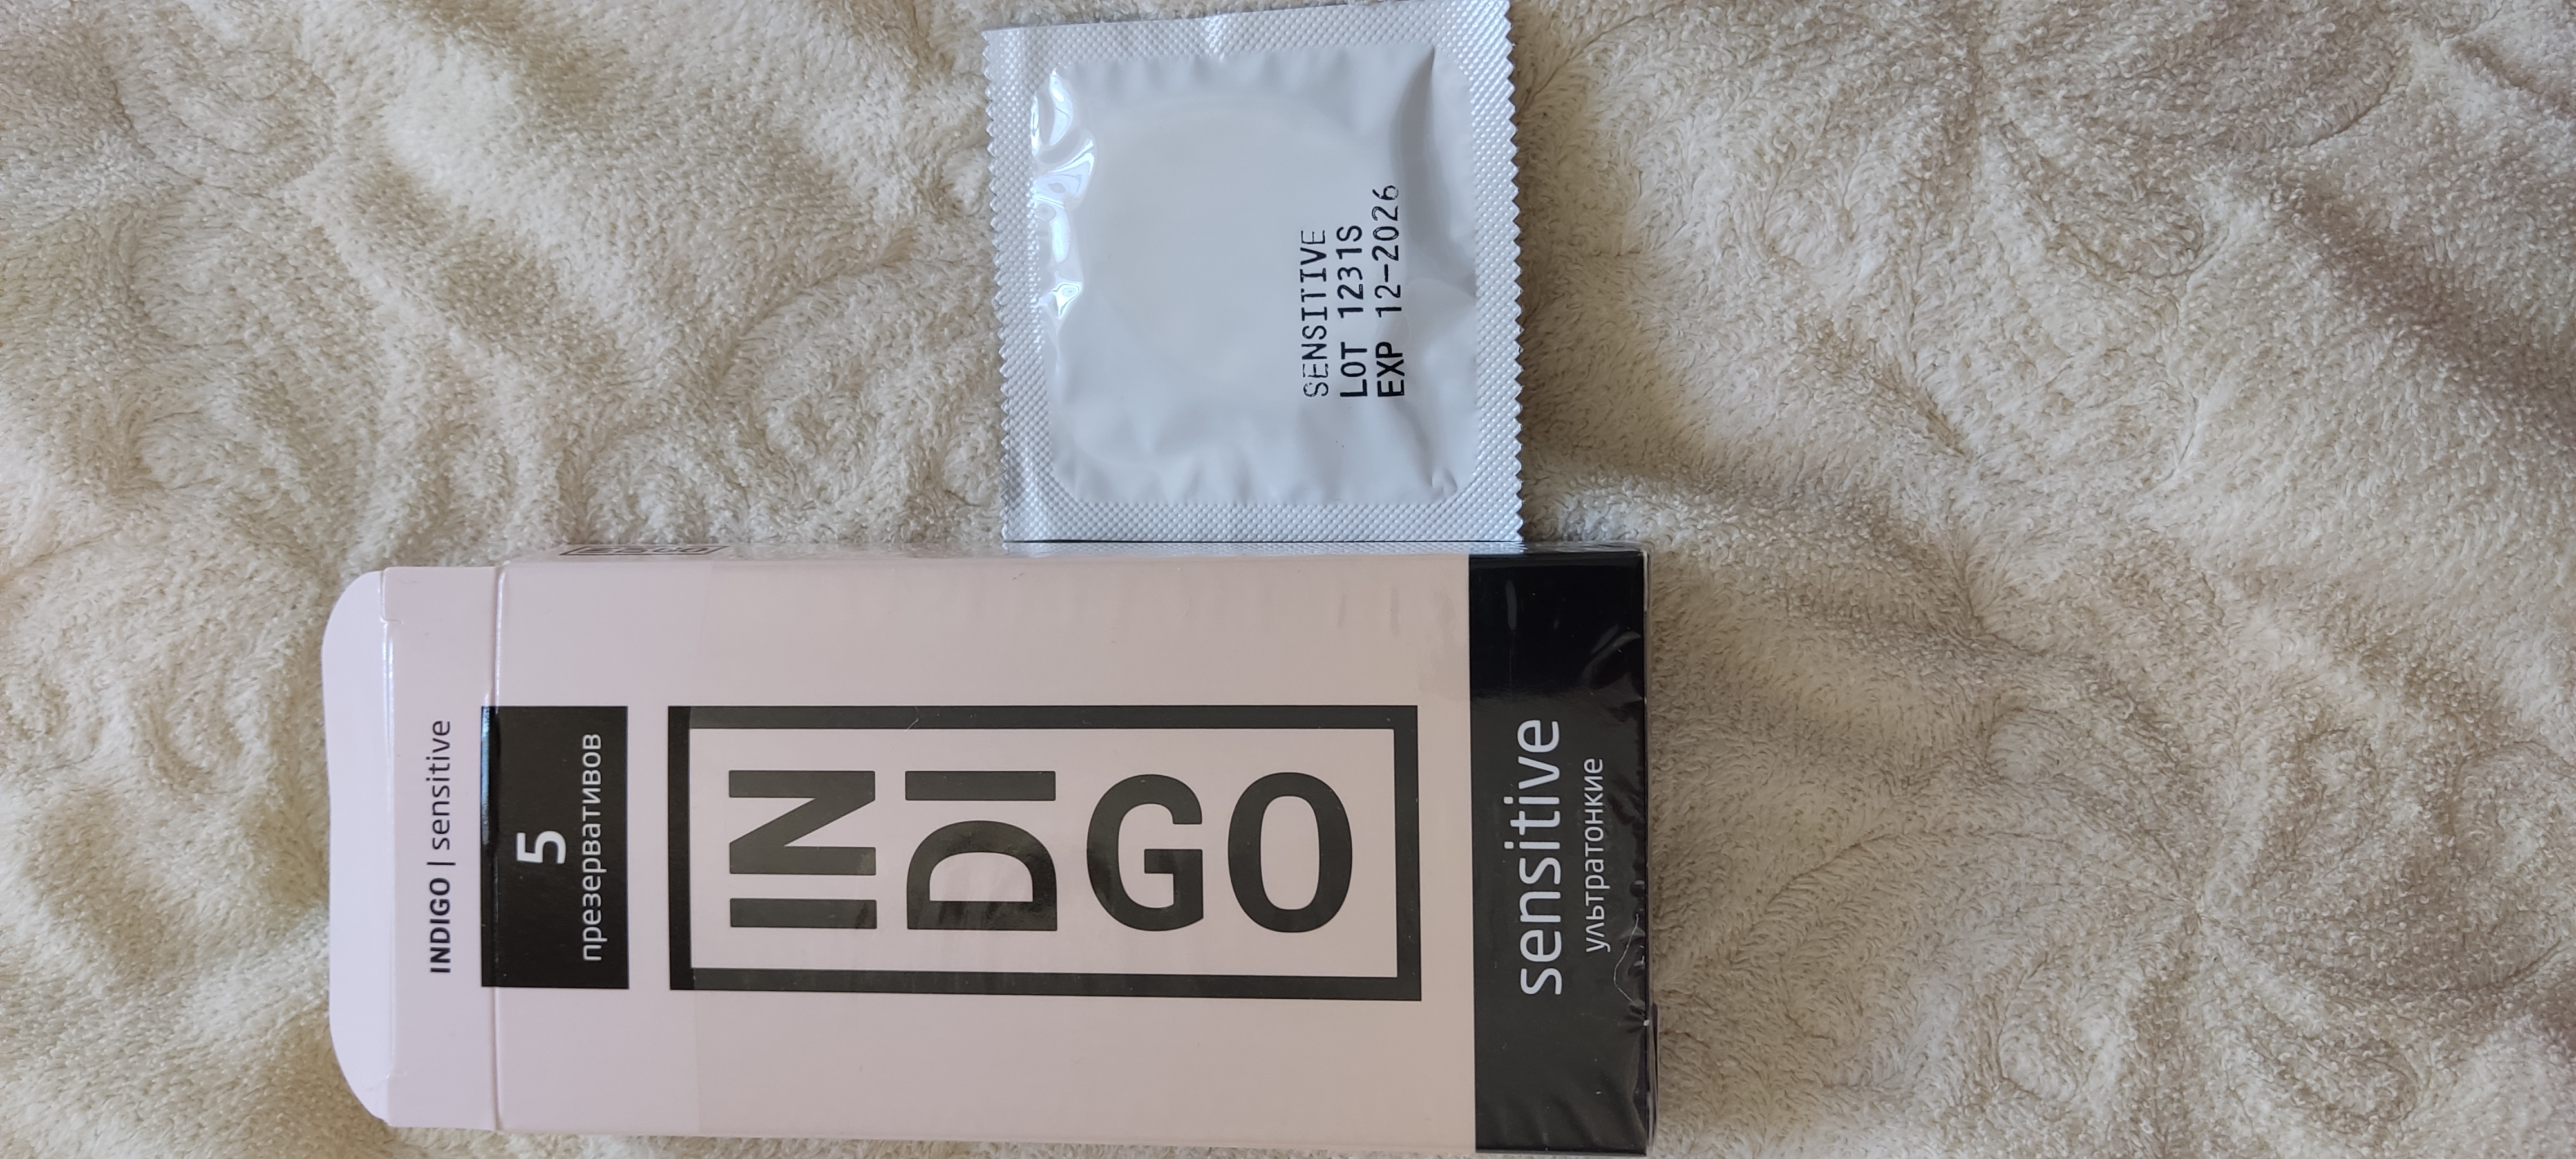 SENSITIVE
LOT 1231S
EXP 12-2026
INDIGO | sensitive
5
презервативов
IN
DI
GO
sensitive
ультратонкие